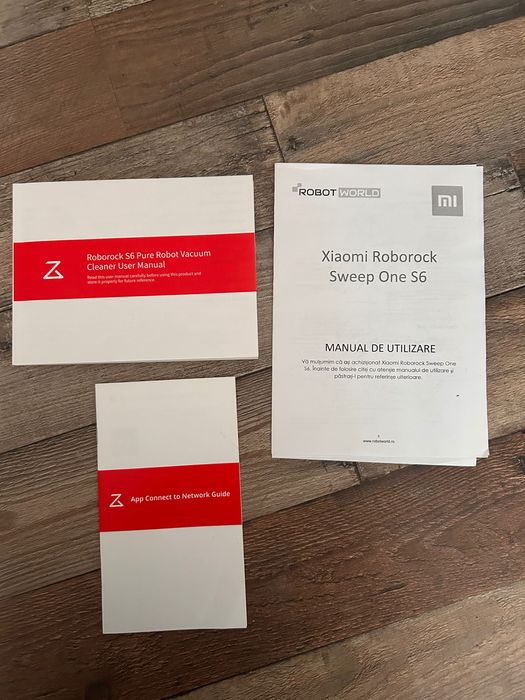 Roborock S6 Pure Robot Vacuum
Cleaner User Manual
Read this user manual carefully before using this product and
store it properly for future reference.
ROBOTWORLD
mi
Xiaomi Roborock
Sweep One S6
MANUAL DE UTILIZARE
Vă mulțumim că ați achiziționat Xiaomi Roborock Sweep One
S6. Înainte de folosire citiți cu atenție manualul de utilizare și
păstrați-l pentru referințe ulterioare.
www.robotworld.ro
App Connect to Network Guide